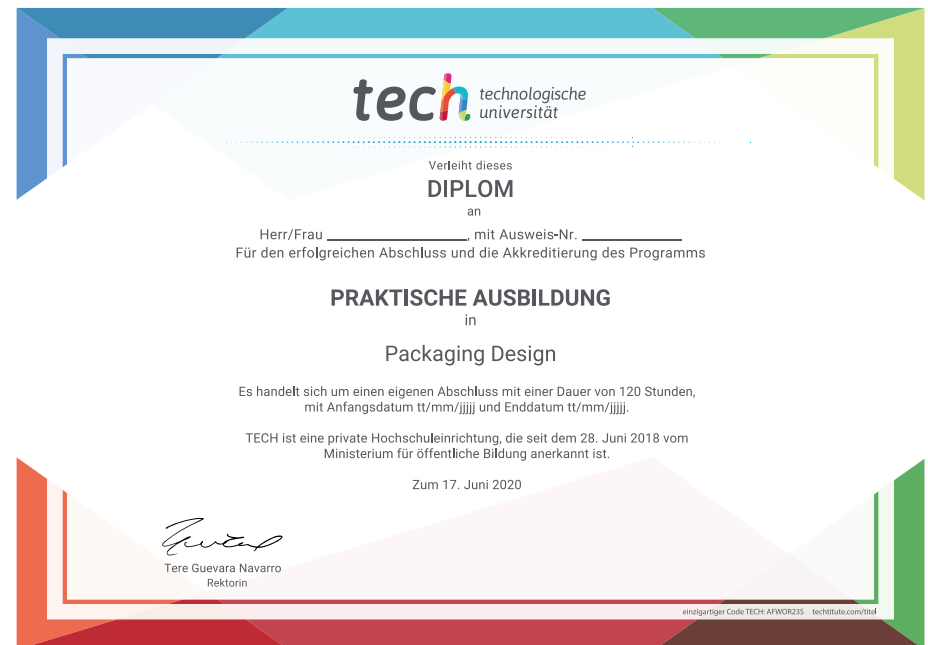 tech technologische
universität
Verleiht dieses
DIPLOM
an
Herr/Frau ____________________, mit Ausweis-Nr. ______________
Für den erfolgreichen Abschluss und die Akkreditierung des Programms
PRAKTISCHE AUSBILDUNG
in
Packaging Design
Es handelt sich um einen eigenen Abschluss mit einer Dauer von 120 Stunden,
mit Anfangsdatum tt/mm/jjjjj und Enddatum tt/mm/jjjjj.
TECH ist eine private Hochschuleinrichtung, die seit dem 28. Juni 2018 vom
Ministerium für öffentliche Bildung anerkannt ist.
Zum 17. Juni 2020
Tere Guevara Navarro
Rektorin
einzigartiger Code TECH: AFWOR23S techtitute.com/titel